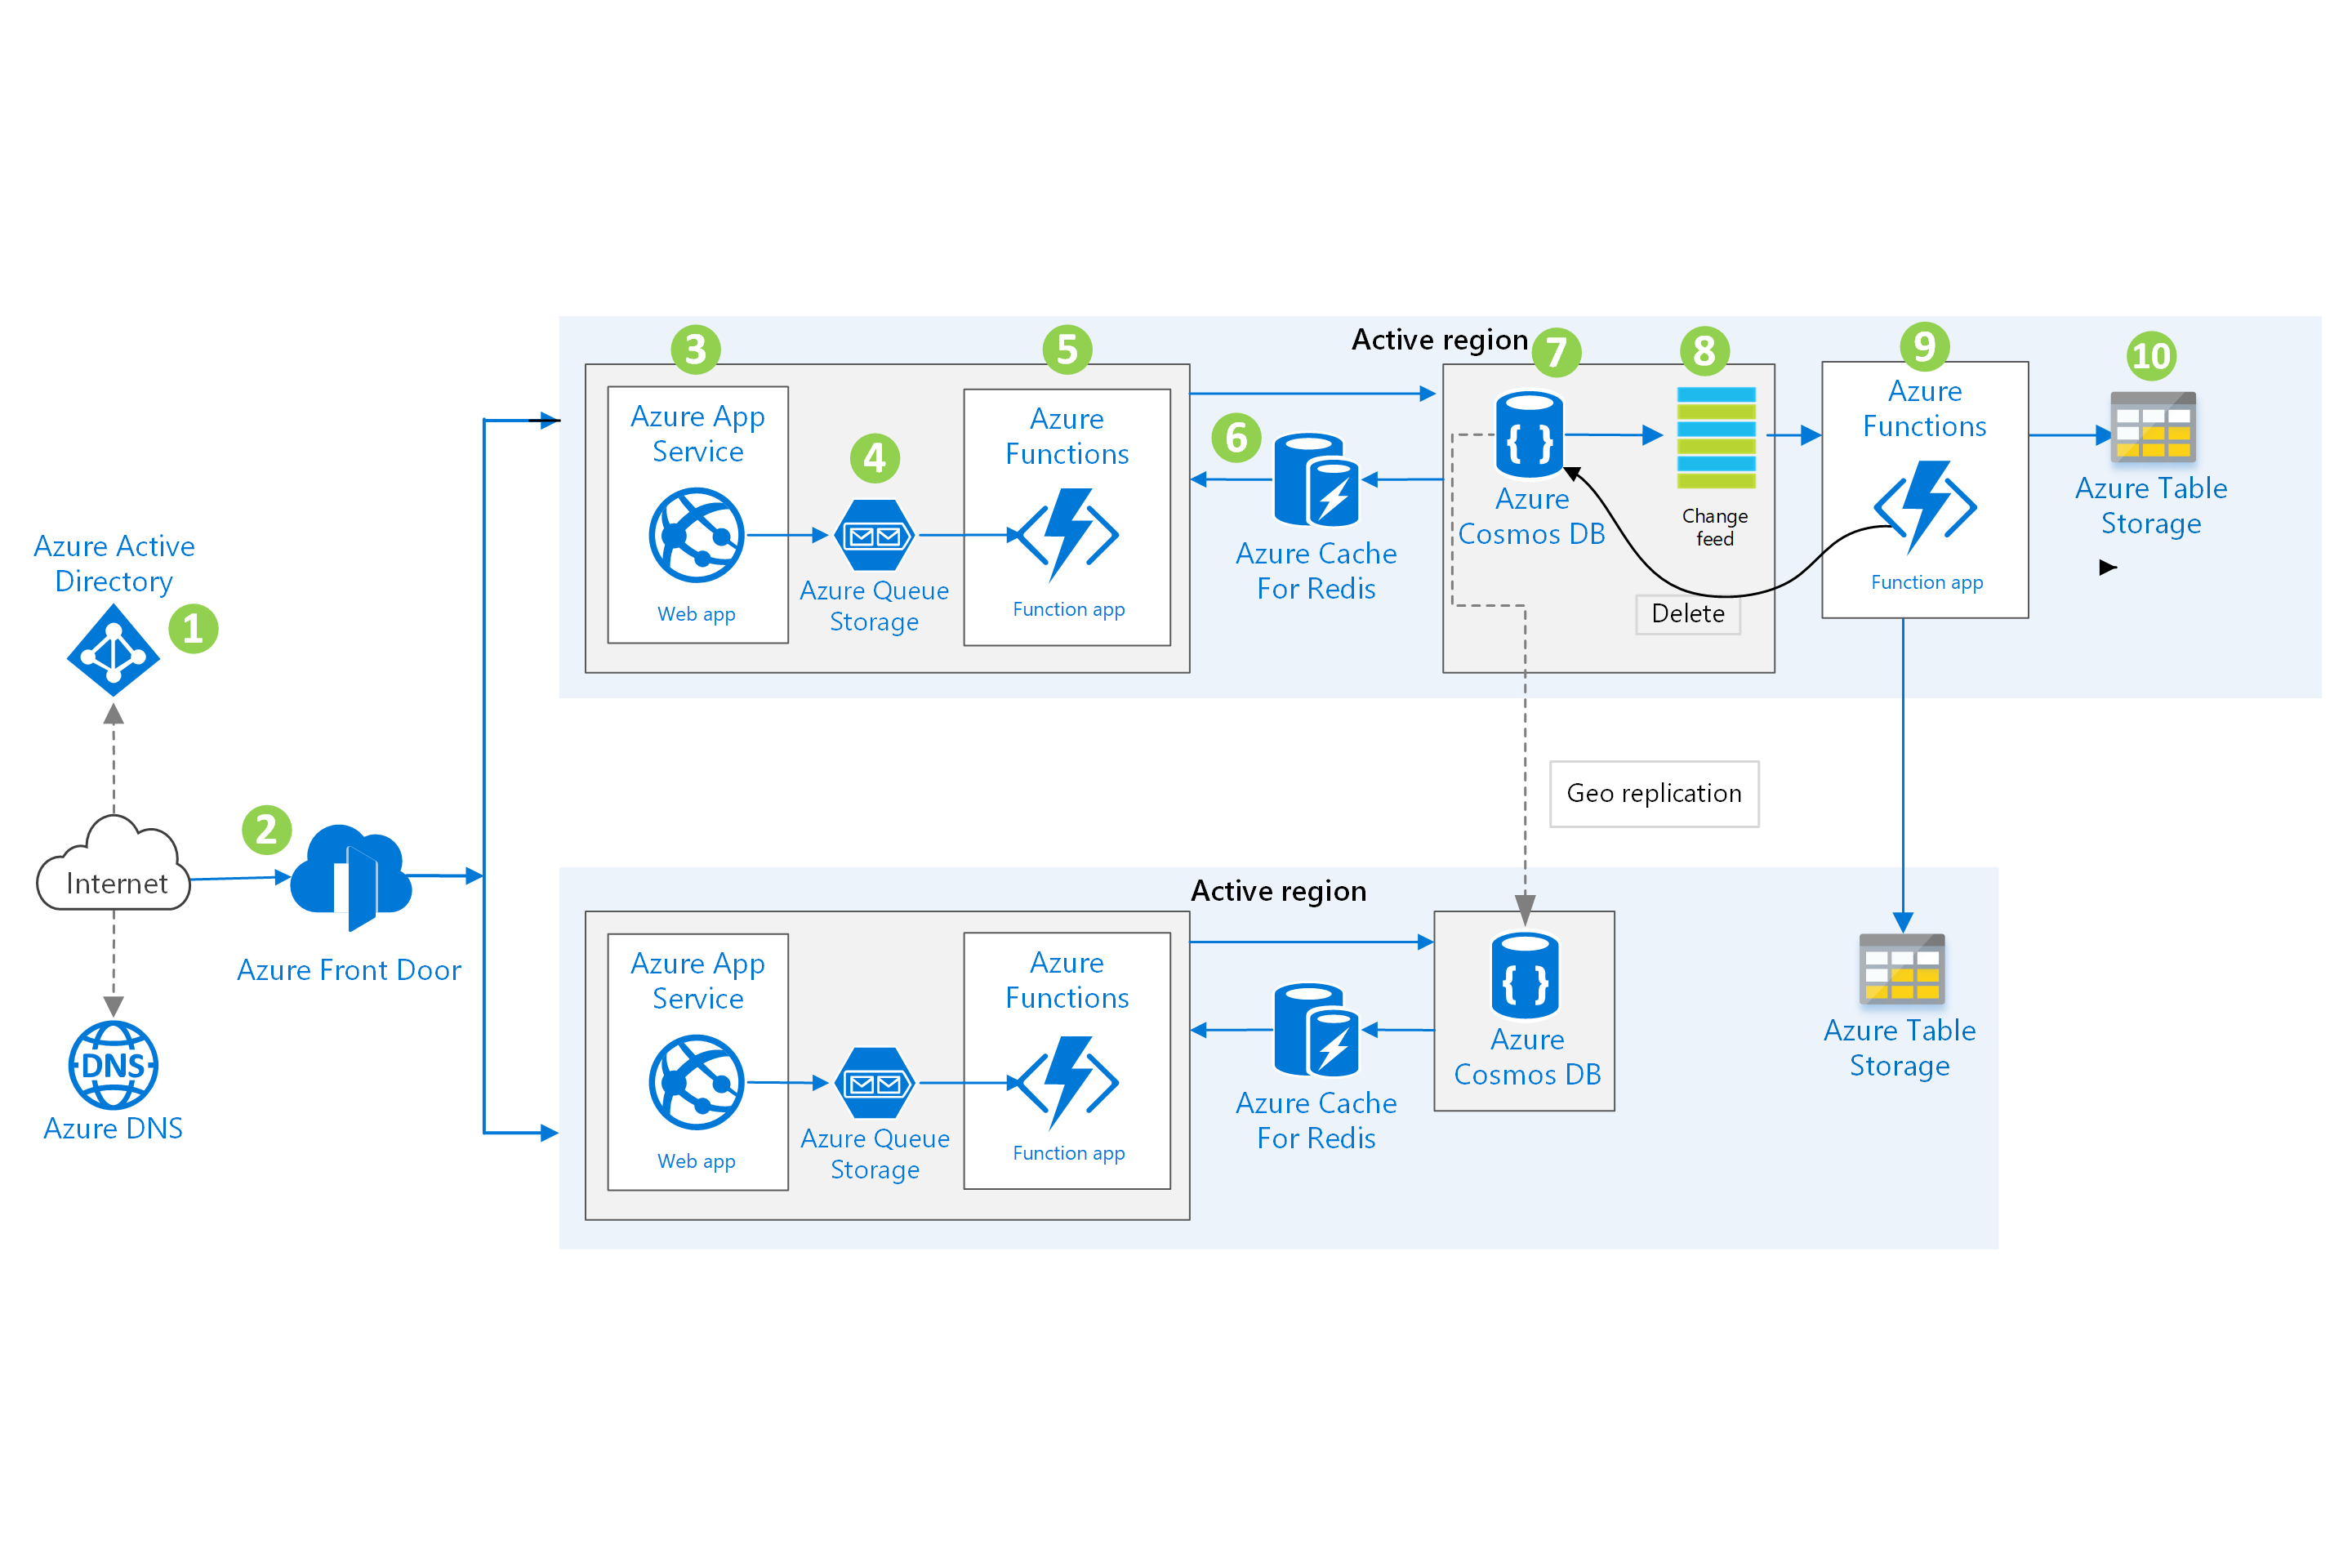 Active region
3
5
7
8
9
10
Azure App
Service
Web app
4
Azure Queue
Storage
Azure
Functions
Function app
6
Azure Cache
For Redis
{ }
Azure
Cosmos DB
Change
feed
Delete
Azure
Functions
Function app
Azure Table
Storage
Azure Active
Directory
1
Internet
2
Azure Front Door
DNS
Azure DNS
Geo replication
Active region
Azure App
Service
Web app
Azure Queue
Storage
Azure
Functions
Function app
Azure Cache
For Redis
{ }
Azure
Cosmos DB
Azure Table
Storage